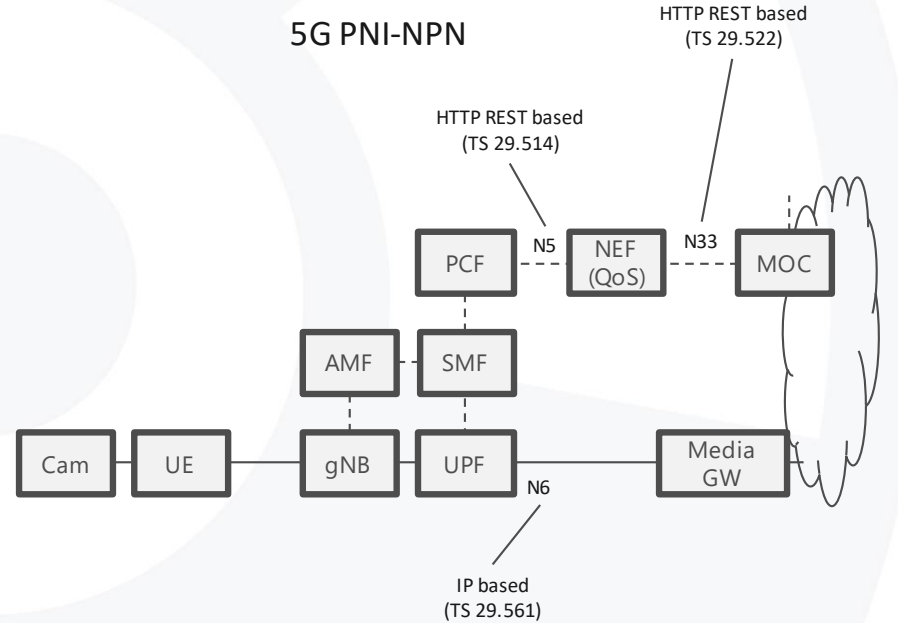 5G PNI-NPN
HTTP REST based
(TS 29.522)
HTTP REST based
(TS 29.514)
PCF
N5
NEF
(QoS)
N33
MOC
AMF
SMF
Cam
UE
gNB
UPF
N6
Media
GW
IP based
(TS 29.561)